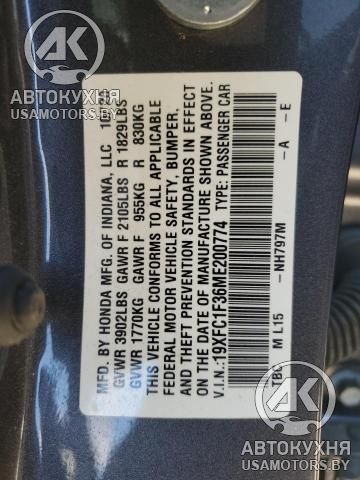 АВТОКУХНЯ
USAMOTORS.BY
MFD. BY HONDA MFG. OF INDIANA, LLC
GVWR 3902LBS GAWR F 2105LBS R 1829LBS
GVWR 1770KG GAWR F 955KG R 830KG
THIS VEHICLE CONFORMS TO ALL APPLICABLE
FEDERAL MOTOR VEHICLE SAFETY, BUMPER,
AND THEFT PREVENTION STANDARDS IN EFFECT
ON THE DATE OF MANUFACTURE SHOWN ABOVE.
V.I.N.: 19XFC1F36ME200774 TYPE: PASSENGER CAR
TB
M L15 -NH797M -A -E
АВТОКУХНЯ
USAMOTORS.BY